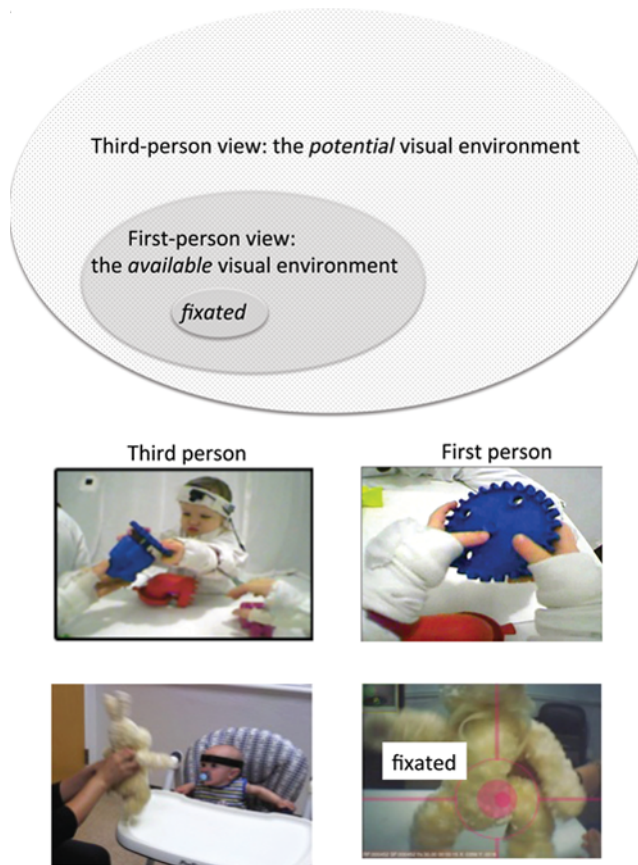 Third-person view: the potential visual environment
First-person view:
the available visual environment
fixated
Third person
First person
fixated